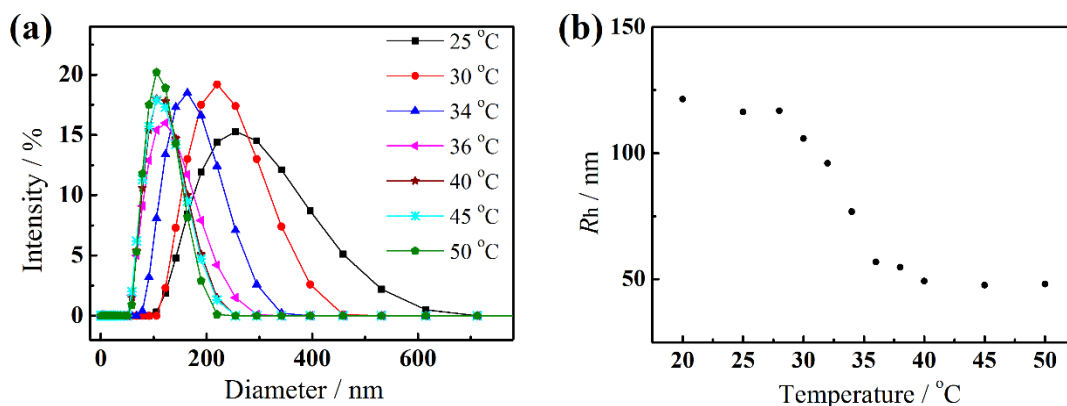 (a)
25 °C
30 °C
34 °C
36 °C
40 °C
45 °C
50 °C
20
15
10
5
0
Intensity / %
0 200 400 600
Diameter / nm
(b)
150
100
50
Rh / nm
20 25 30 35 40 45 50
Temperature / °C